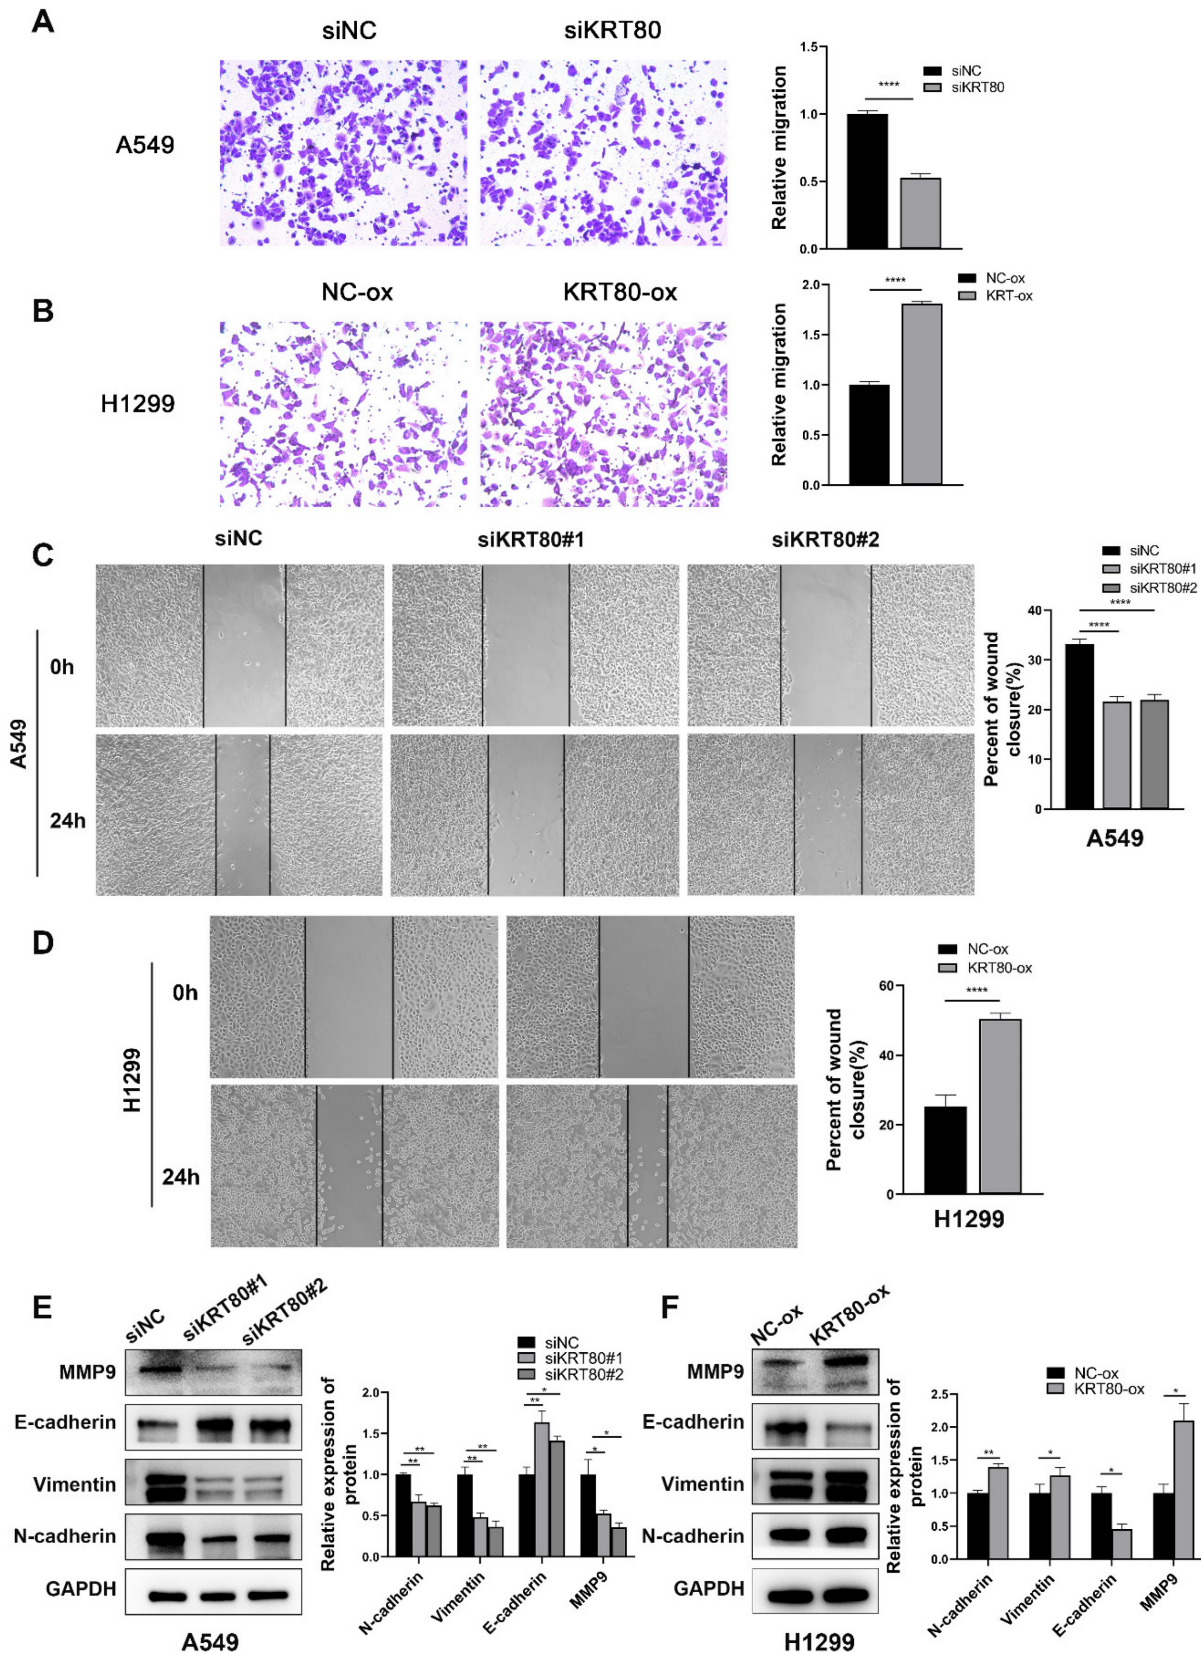 A
siNC
siKRT80
A549
Relative migration
1.5
1.0
0.5
0.0
****
siNC
siKRT80
B
NC-ox
KRT80-ox
H1299
Relative migration
2.0
1.5
1.0
0.5
0.0
****
NC-ox
KRT-ox
C
siNC
siKRT80#1
siKRT80#2
A549
0h
24h
siNC
siKRT80#1
siKRT80#2
Percent of wound
closure(%)
40
30
20
10
0
****
****
A549
D
H1299
0h
24h
NC-ox
KRT80-ox
Percent of wound
closure(%)
60
40
20
0
****
H1299
E
siNC
siKRT80#1
siKRT80#2
MMP9
E-cadherin
Vimentin
N-cadherin
GAPDH
A549
siNC
siKRT80#1
siKRT80#2
Relative expression of
protein
2.0
1.5
1.0
0.5
0.0
**
**
**
**
*
**
*
*
N-cadherin
Vimentin
E-cadherin
MMP9
F
NC-ox
KRT80-ox
MMP9
E-cadherin
Vimentin
N-cadherin
GAPDH
H1299
NC-ox
KRT80-ox
Relative expression of
protein
2.5
2.0
1.5
1.0
0.5
0.0
**
*
*
*
N-cadherin
Vimentin
E-cadherin
MMP9